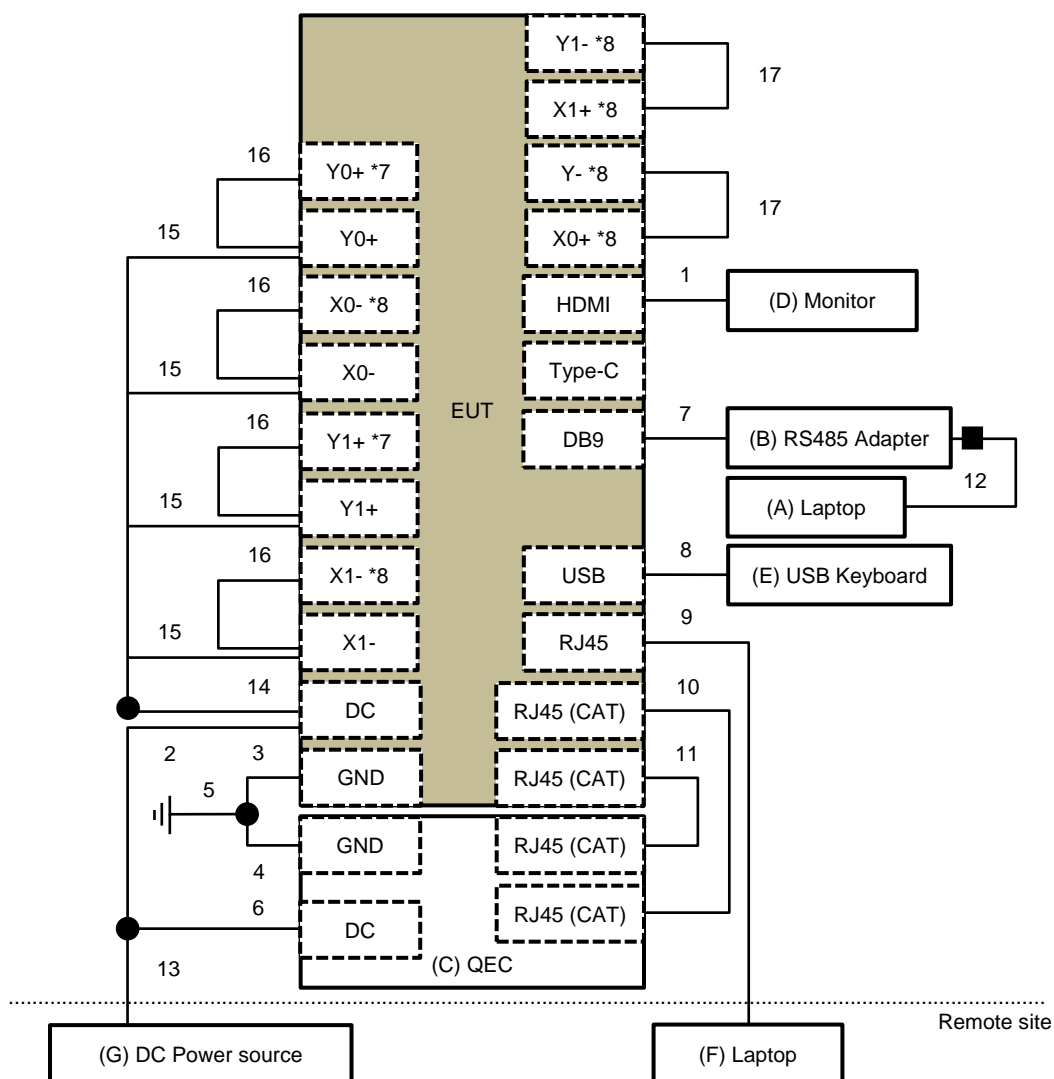 Y1- *8
17
X1+ *8
16
Y0+ *7
Y- *8
17
15
Y0+
X0+ *8
16
X0- *8
HDMI
1
(D) Monitor
15
X0-
Type-C
EUT
16
Y1+ *7
DB9
7
(B) RS485 Adapter
12
15
Y1+
(A) Laptop
16
X1- *8
USB
8
(E) USB Keyboard
15
X1-
RJ45
9
14
DC
RJ45 (CAT)
10
2
3
GND
RJ45 (CAT)
11
5
GND
RJ45 (CAT)
4
6
DC
RJ45 (CAT)
13
(C) QEC
Remote site
(G) DC Power source
(F) Laptop